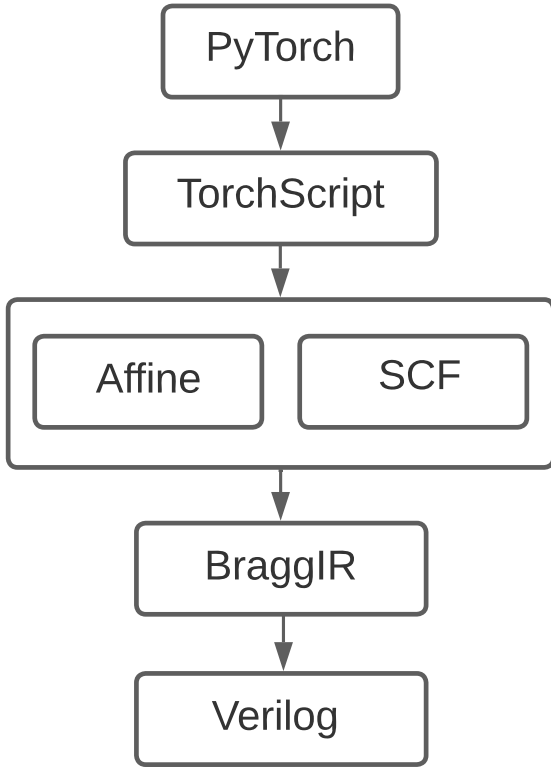 PyTorch
TorchScript
Affine
SCF
BraggIR
Verilog